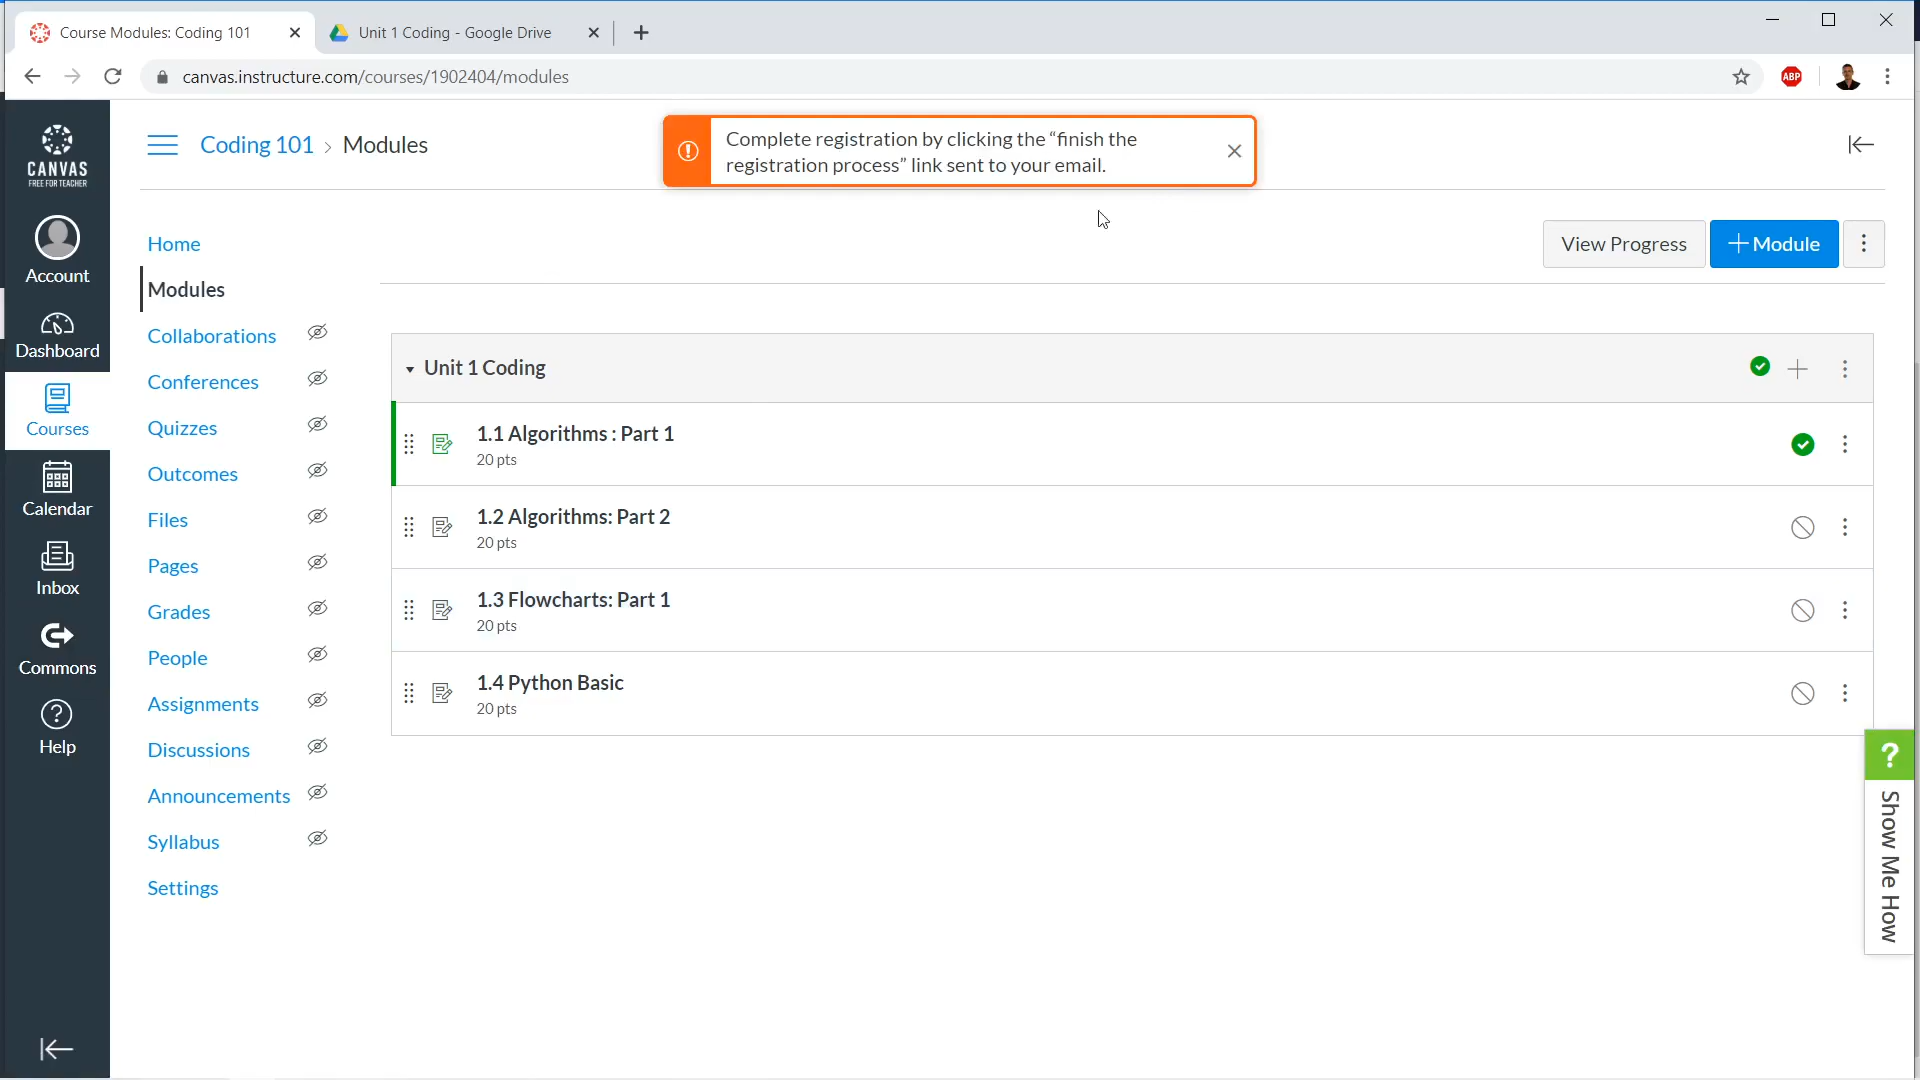 Course Modules: Coding 101
Unit 1 Coding - Google Drive
canvas.instructure.com/courses/1902404/modules
ABP
CANVAS
FREE FOR TEACHER
Account
Dashboard
Courses
Calendar
Inbox
Commons
Help
Coding 101 › Modules
Complete registration by clicking the “finish the
registration process” link sent to your email.
Home
Modules
Collaborations
Conferences
Quizzes
Outcomes
Files
Pages
Grades
People
Assignments
Discussions
Announcements
Syllabus
Settings
View Progress
+ Module
Unit 1 Coding
1.1 Algorithms : Part 1
20 pts
1.2 Algorithms: Part 2
20 pts
1.3 Flowcharts: Part 1
20 pts
1.4 Python Basic
20 pts
?
Show Me How